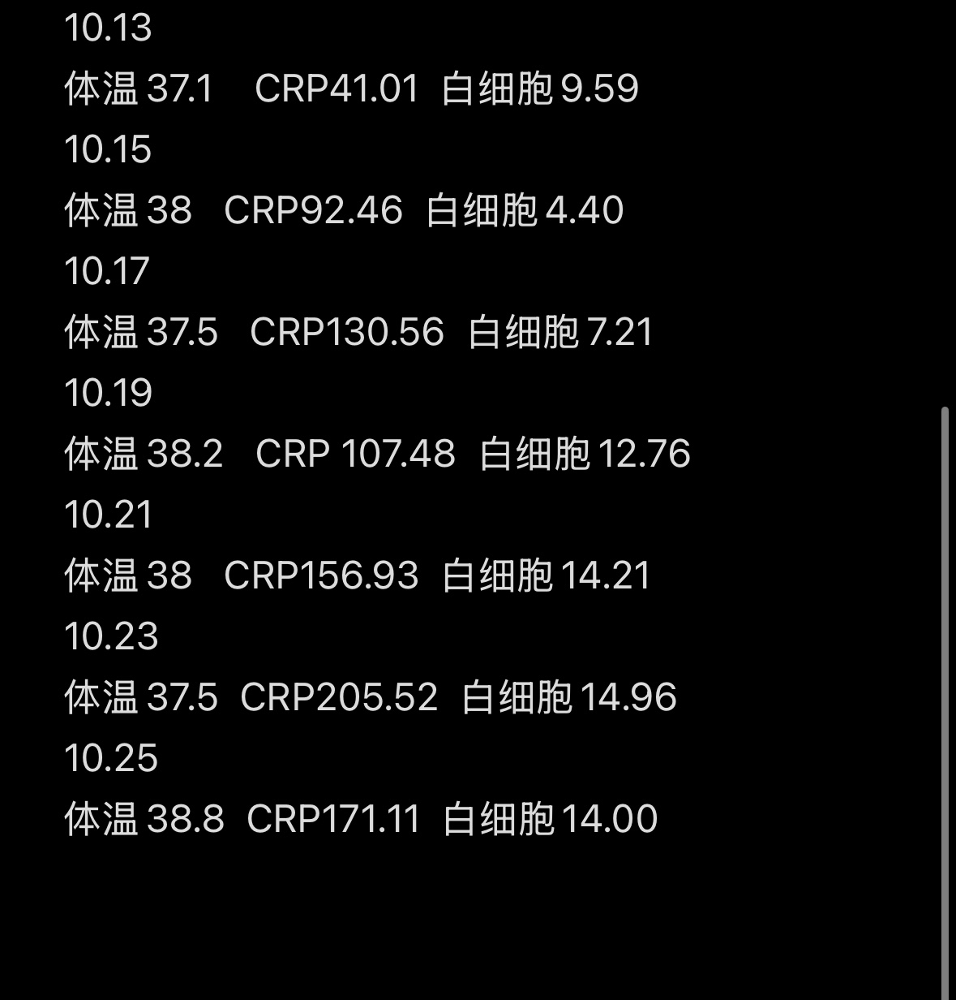 10.13
体温 37.1 CRP41.01 白细胞 9.59
10.15
体温 38 CRP92.46 白细胞 4.40
10.17
体温 37.5 CRP130.56 白细胞 7.21
10.19
体温 38.2 CRP 107.48 白细胞 12.76
10.21
体温 38 CRP156.93 白细胞 14.21
10.23
体温 37.5 CRP205.52 白细胞 14.96
10.25
体温 38.8 CRP171.11 白细胞 14.00